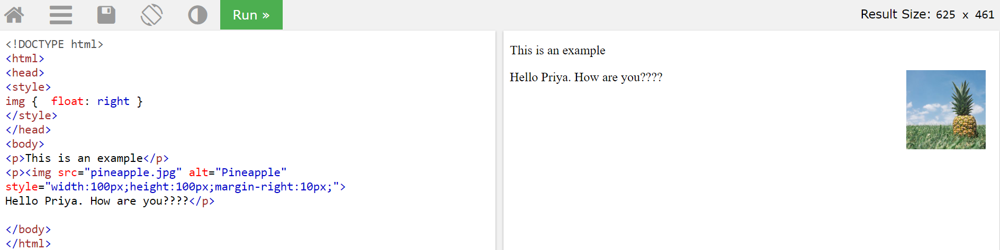 Run »
Result Size: 625 x 461
<!DOCTYPE html>
<html>
<head>
<style>
img {  float: right }
</style>
</head>
<body>
<p>This is an example</p>
<p><img src="pineapple.jpg" alt="Pineapple"
style="width:100px;height:100px;margin-right:10px;">
Hello Priya. How are you????</p>
</body>
</html>
This is an example
Hello Priya. How are you????